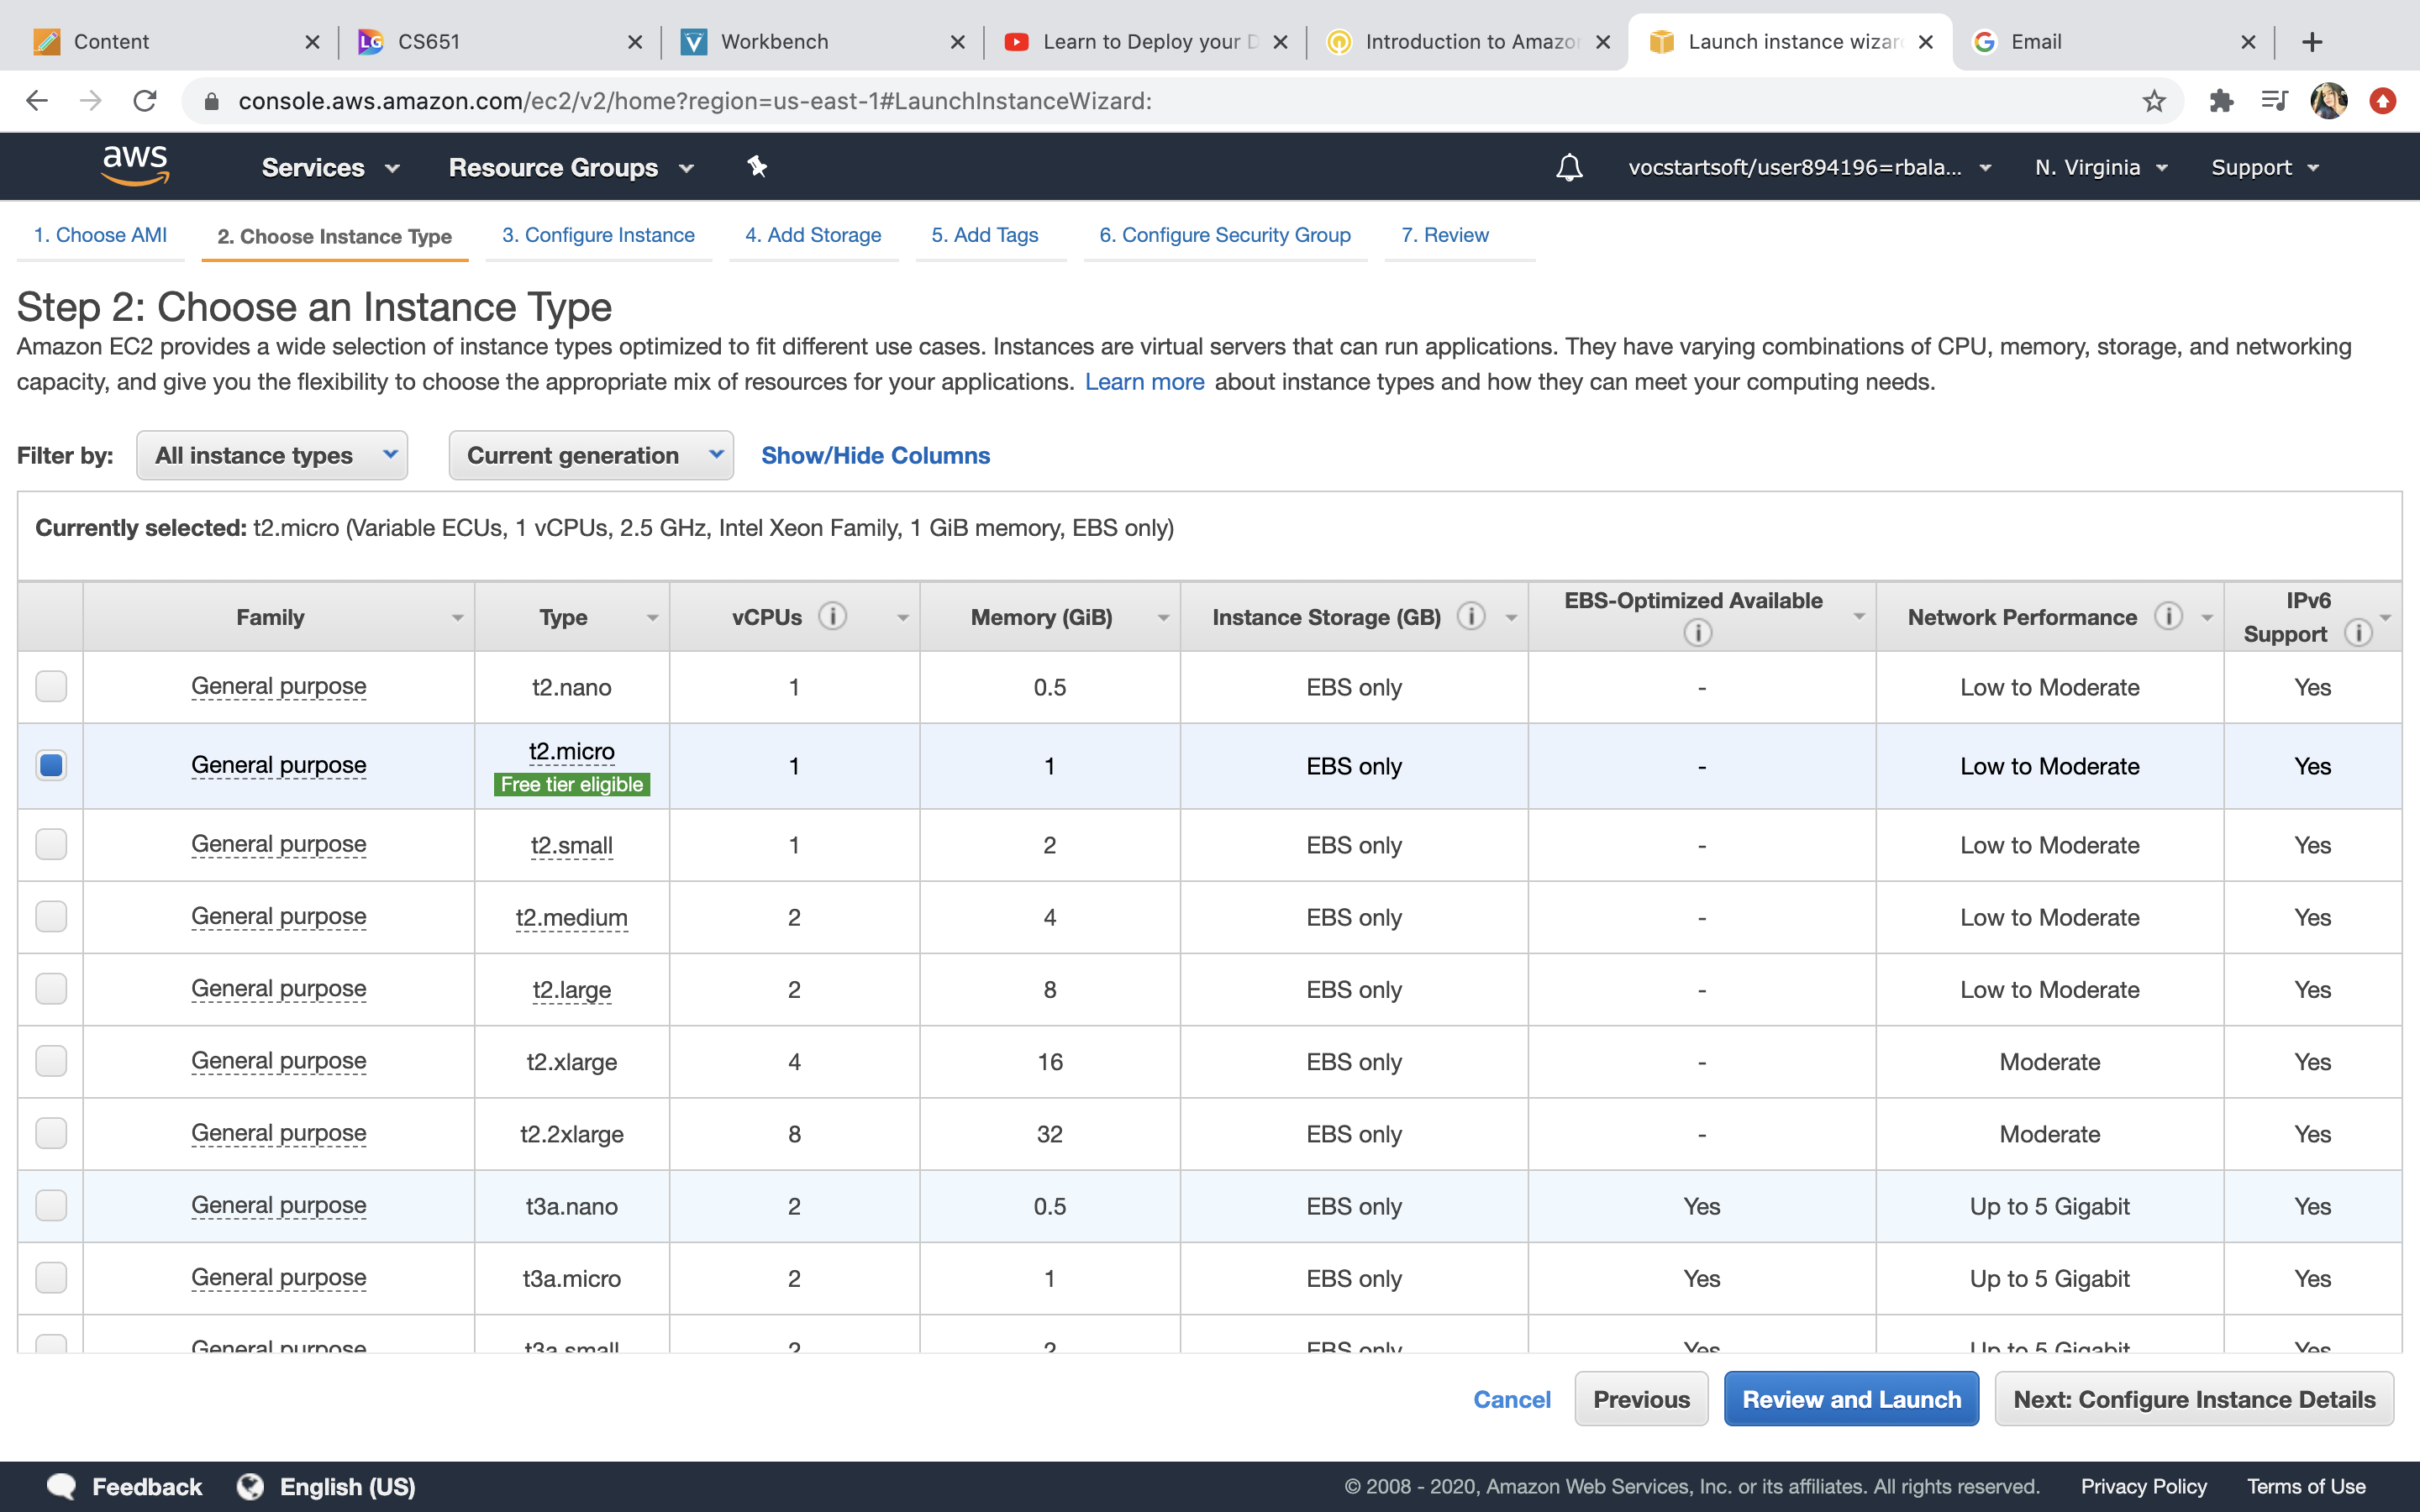 Content
CS651
Workbench
Learn to Deploy your D
Introduction to Amazon
Launch instance wizard
Email
console.aws.amazon.com/ec2/v2/home?region=us-east-1#LaunchInstanceWizard:
aws Services Resource Groups vocstartsoft/user894196=rbala... N. Virginia Support
1. Choose AMI 2. Choose Instance Type 3. Configure Instance 4. Add Storage 5. Add Tags 6. Configure Security Group 7. Review
Step 2: Choose an Instance Type
Amazon EC2 provides a wide selection of instance types optimized to fit different use cases. Instances are virtual servers that can run applications. They have varying combinations of CPU, memory, storage, and networking
capacity, and give you the flexibility to choose the appropriate mix of resources for your applications. Learn more about instance types and how they can meet your computing needs.
Filter by: All instance types Current generation Show/Hide Columns
Currently selected: t2.micro (Variable ECUs, 1 vCPUs, 2.5 GHz, Intel Xeon Family, 1 GiB memory, EBS only)
Family Type vCPUs Memory (GiB) Instance Storage (GB) EBS-Optimized Available Network Performance IPv6 Support
General purpose t2.nano 1 0.5 EBS only - Low to Moderate Yes
General purpose t2.micro Free tier eligible 1 1 EBS only - Low to Moderate Yes
General purpose t2.small 1 2 EBS only - Low to Moderate Yes
General purpose t2.medium 2 4 EBS only - Low to Moderate Yes
General purpose t2.large 2 8 EBS only - Low to Moderate Yes
General purpose t2.xlarge 4 16 EBS only - Moderate Yes
General purpose t2.2xlarge 8 32 EBS only - Moderate Yes
General purpose t3a.nano 2 0.5 EBS only Yes Up to 5 Gigabit Yes
General purpose t3a.micro 2 1 EBS only Yes Up to 5 Gigabit Yes
General purpose t3a.small 2 2 EBS only Yes Up to 5 Gigabit Yes
Cancel Previous Review and Launch Next: Configure Instance Details
Feedback English (US) © 2008 - 2020, Amazon Web Services, Inc. or its affiliates. All rights reserved. Privacy Policy Terms of Use